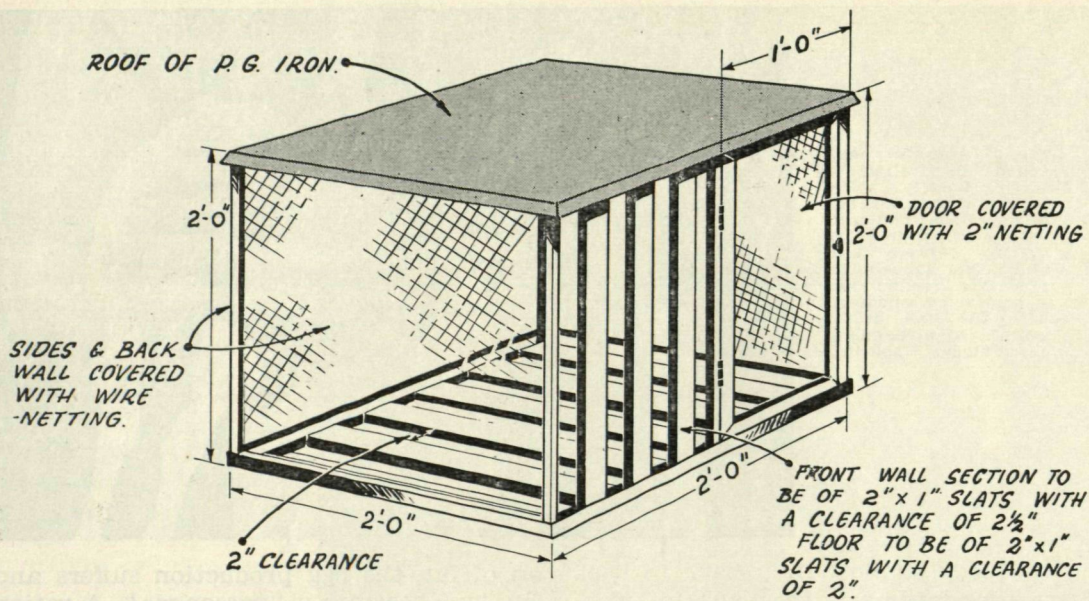 ROOF OF P. G. IRON.
1'-0"
2'-0"
2'-0"
DOOR COVERED
WITH 2" NETTING
SIDES & BACK
WALL COVERED
WITH WIRE
-NETTING.
2'-0"
2'-0"
2" CLEARANCE
FRONT WALL SECTION TO
BE OF 2" x 1" SLATS WITH
A CLEARANCE OF 2½"
FLOOR TO BE OF 2" x 1"
SLATS WITH A CLEARANCE
OF 2".